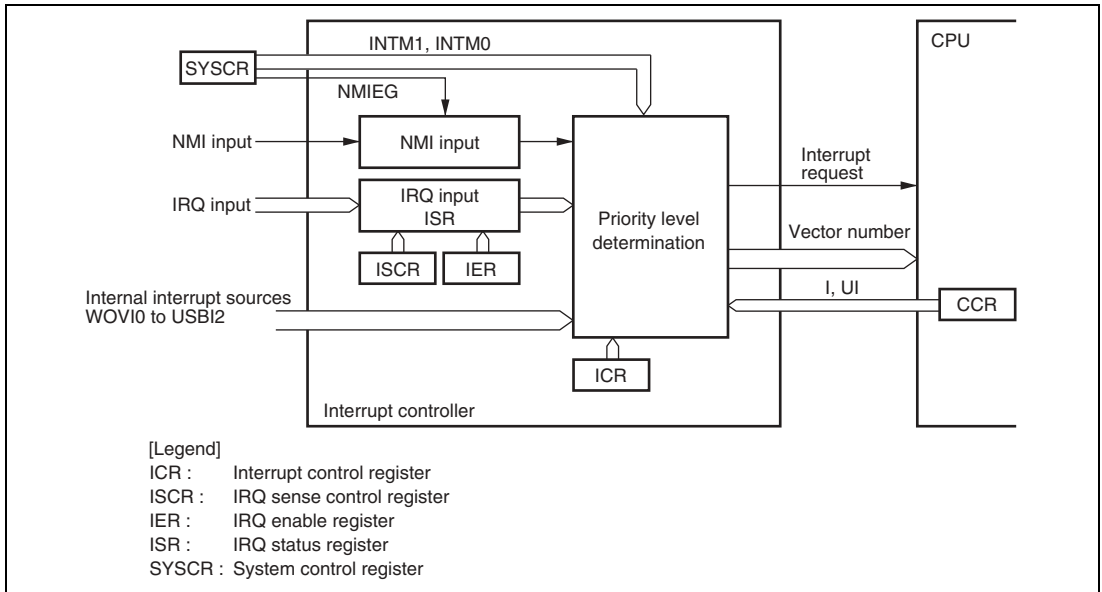 INTM1, INTM0
CPU
SYSCR
NMIEG
NMI input
NMI input
Interrupt
request
IRQ input
IRQ input
ISR
Priority level
determination
Vector number
ISCR
IER
Internal interrupt sources
WOVI0 to USBI2
I, UI
CCR
ICR
Interrupt controller
[Legend]
ICR : Interrupt control register
ISCR : IRQ sense control register
IER : IRQ enable register
ISR : IRQ status register
SYSCR : System control register